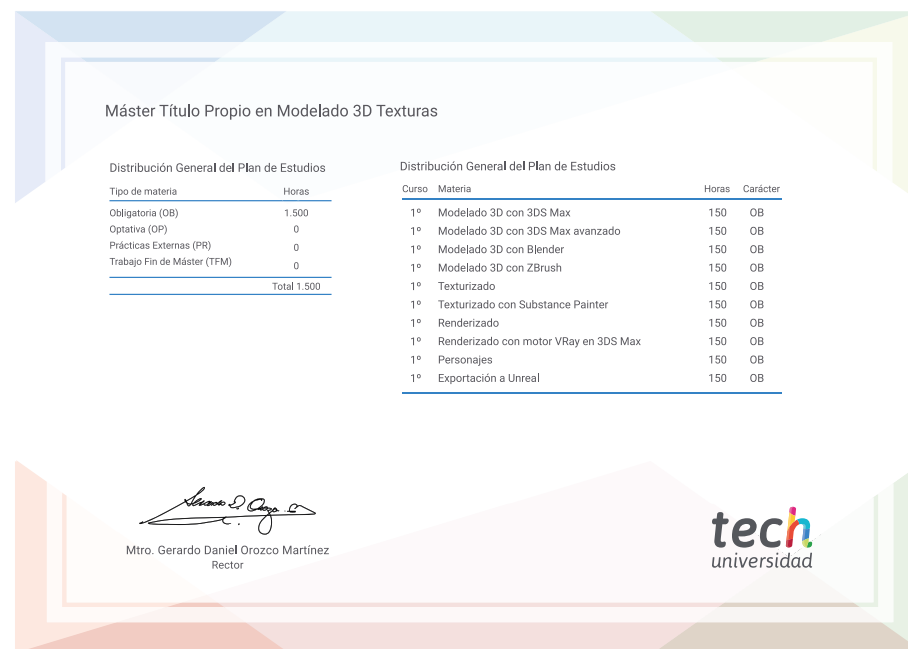 Máster Título Propio en Modelado 3D Texturas
Distribución General del Plan de Estudios
Tipo de materia Horas
Obligatoria (OB) 1.500
Optativa (OP) 0
Prácticas Externas (PR) 0
Trabajo Fin de Máster (TFM) 0
Total 1.500
Distribución General del Plan de Estudios
Curso Materia Horas Carácter
1º Modelado 3D con 3DS Max 150 OB
1º Modelado 3D con 3DS Max avanzado 150 OB
1º Modelado 3D con Blender 150 OB
1º Modelado 3D con ZBrush 150 OB
1º Texturizado 150 OB
1º Texturizado con Substance Painter 150 OB
1º Renderizado 150 OB
1º Renderizado con motor VRay en 3DS Max 150 OB
1º Personajes 150 OB
1º Exportación a Unreal 150 OB
Mtro. Gerardo Daniel Orozco Martínez
Rector
tech
universidad